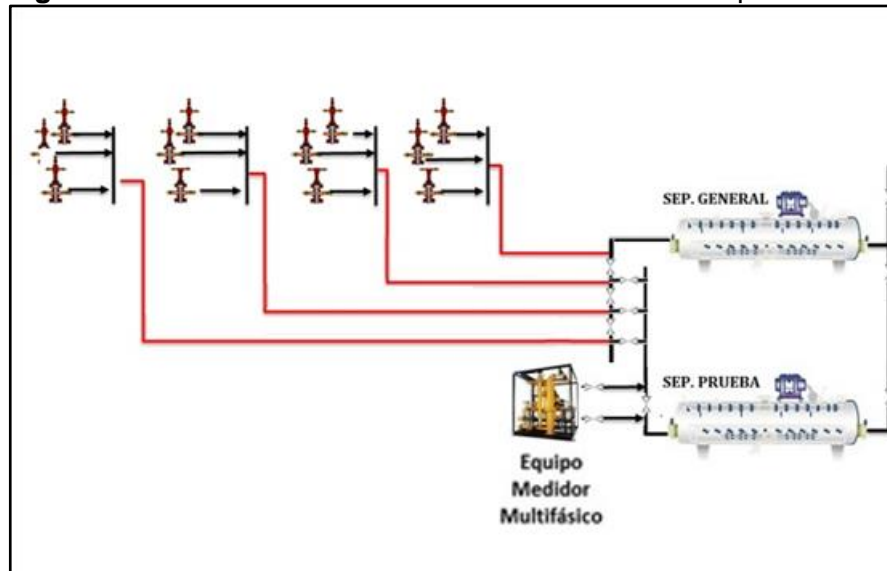 SEP. GENERAL
SEP. PRUEBA
Equipo
Medidor
Multifásico